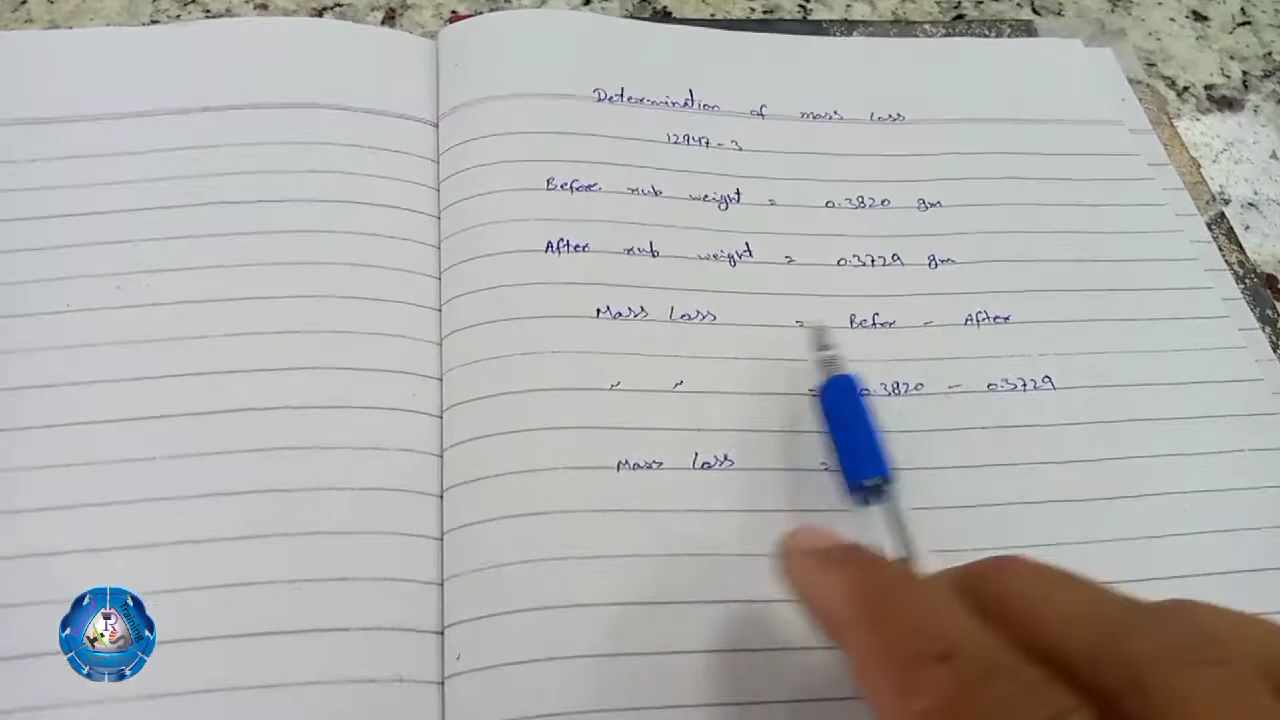 Determination of mass loss
12947-3
Before rub weight = 0.3820 gm
After rub weight = 0.3729 gm
Mass Loss = Befor - After
〃 〃 = 0.3820 - 0.3729
Mass Loss =
R
Training